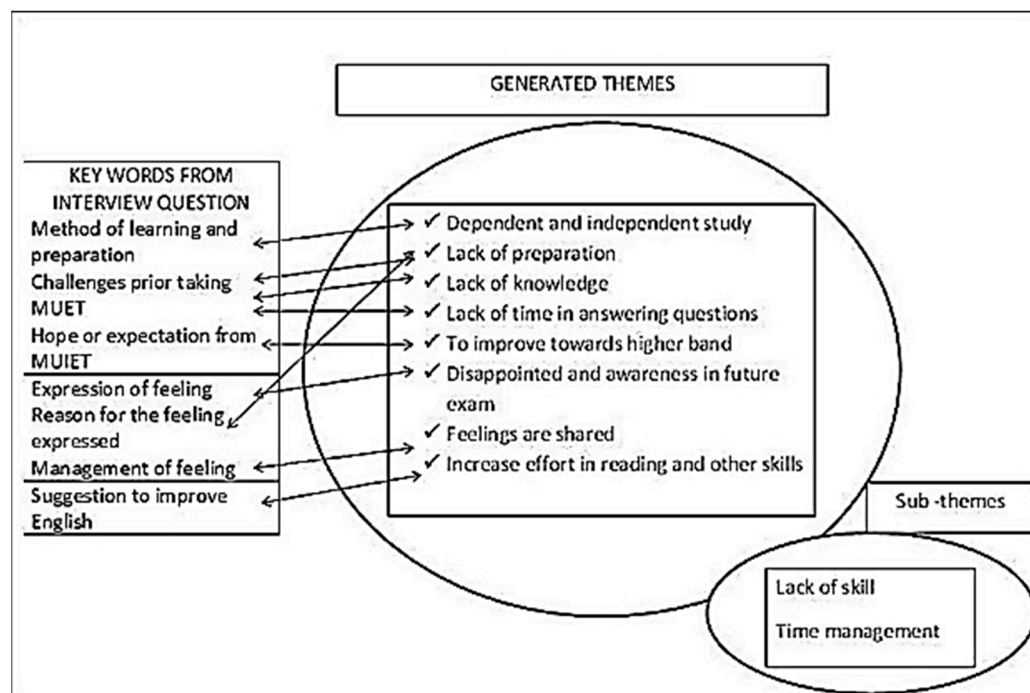 GENERATED THEMES
KEY WORDS FROM
INTERVIEW QUESTION
Method of learning and
preparation
Challenges prior taking
MUET
Hope or expectation from
MUIET
Expression of feeling
Reason for the feeling
expressed
Management of feeling
Suggestion to improve
English
✓ Dependent and independent study
✓ Lack of preparation
✓ Lack of knowledge
✓ Lack of time in answering questions
✓ To improve towards higher band
✓ Disappointed and awareness in future
exam
✓ Feelings are shared
✓ Increase effort in reading and other skills
Sub -themes
Lack of skill
Time management